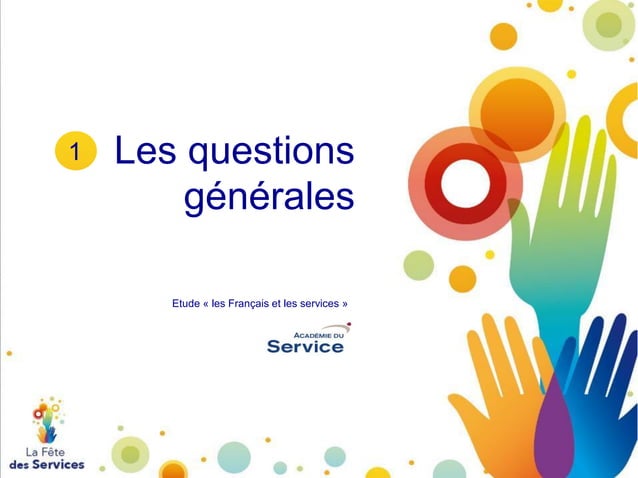 1
Les questions
générales
Etude « les Français et les services »
ACADÉMIE DU
Service
La Fête
des Services